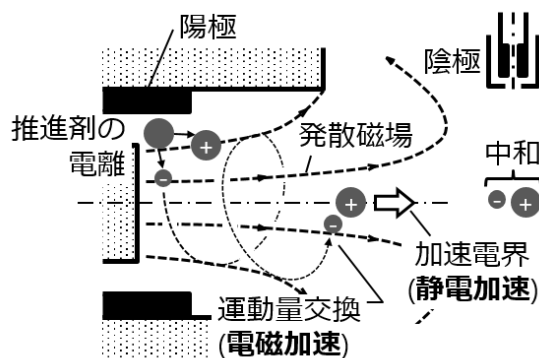 陽極
陰極
推進剤の
電離
発散磁場
中和
+
-
+
-
-
+
加速電界
(静電加速)
運動量交換
(電磁加速)